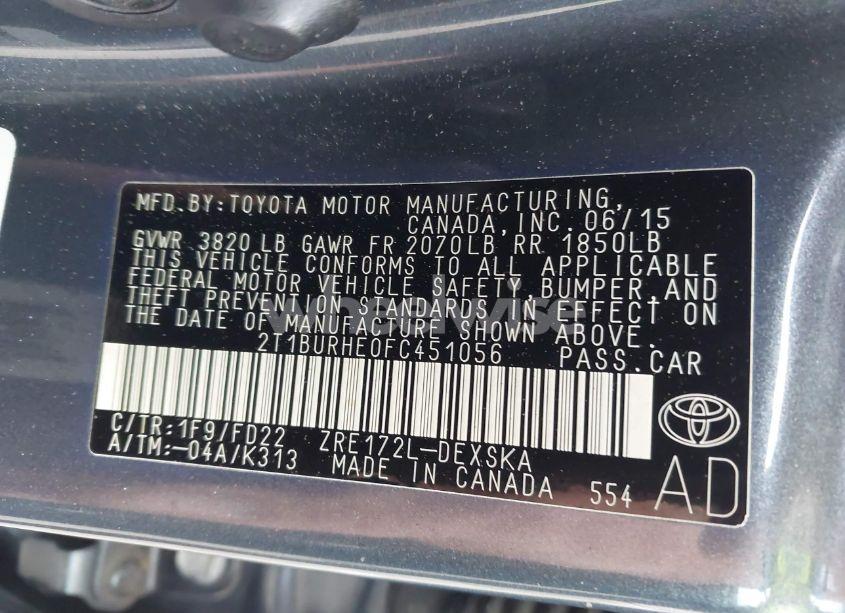 MFD.BY:TOYOTA MOTOR MANUFACTURING,
CANADA,INC. 06/15
GVWR 3820 LB GAWR FR 2070LB RR 1850LB
THIS VEHICLE CONFORMS TO ALL APPLICABLE
FEDERAL MOTOR VEHICLE SAFETY, BUMPER,AND
THEFT PREVENTION STANDARDS IN EFFECT ON
THE DATE OF MANUFACTURE SHOWN ABOVE.
2T1BURHE0FC451056 PASS.CAR
C/TR:1F9/FD22 ZRE172L-DEXSKA
A/TM:-04A/K313 MADE IN CANADA 554
AD